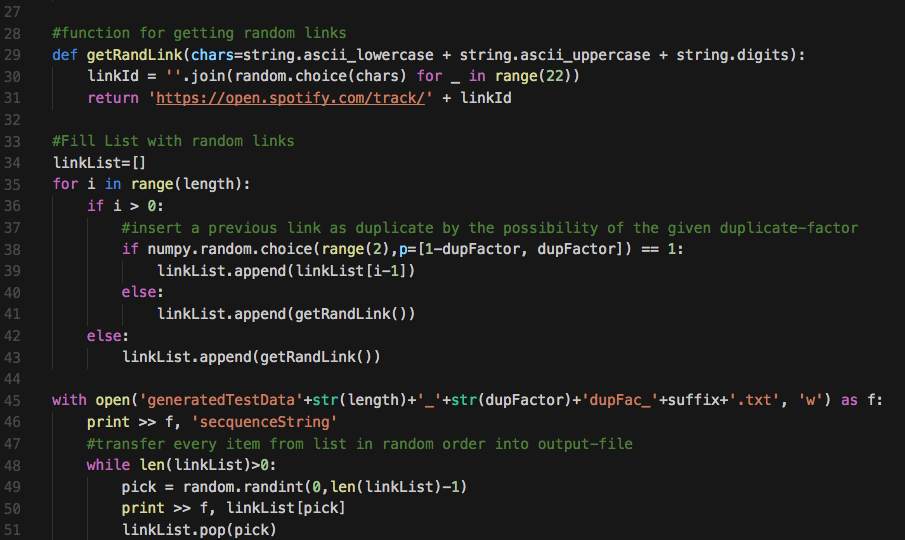 27
28 #function for getting random links
29 def getRandLink(chars=string.ascii_lowercase + string.ascii_uppercase + string.digits):
30     linkId = ''.join(random.choice(chars) for _ in range(22))
31     return 'https://open.spotify.com/track/' + linkId
32
33 #Fill List with random links
34 linkList=[]
35 for i in range(length):
36     if i > 0:
37         #insert a previous link as duplicate by the possibility of the given duplicate-factor
38         if numpy.random.choice(range(2),p=[1-dupFactor, dupFactor]) == 1:
39             linkList.append(linkList[i-1])
40         else:
41             linkList.append(getRandLink())
42     else:
43         linkList.append(getRandLink())
44
45 with open('generatedTestData'+str(length)+'_'+str(dupFactor)+'dupFac_'+suffix+'.txt', 'w') as f:
46     print >> f, 'secquenceString'
47     #transfer every item from list in random order into output-file
48     while len(linkList)>0:
49         pick = random.randint(0,len(linkList)-1)
50         print >> f, linkList[pick]
51         linkList.pop(pick)